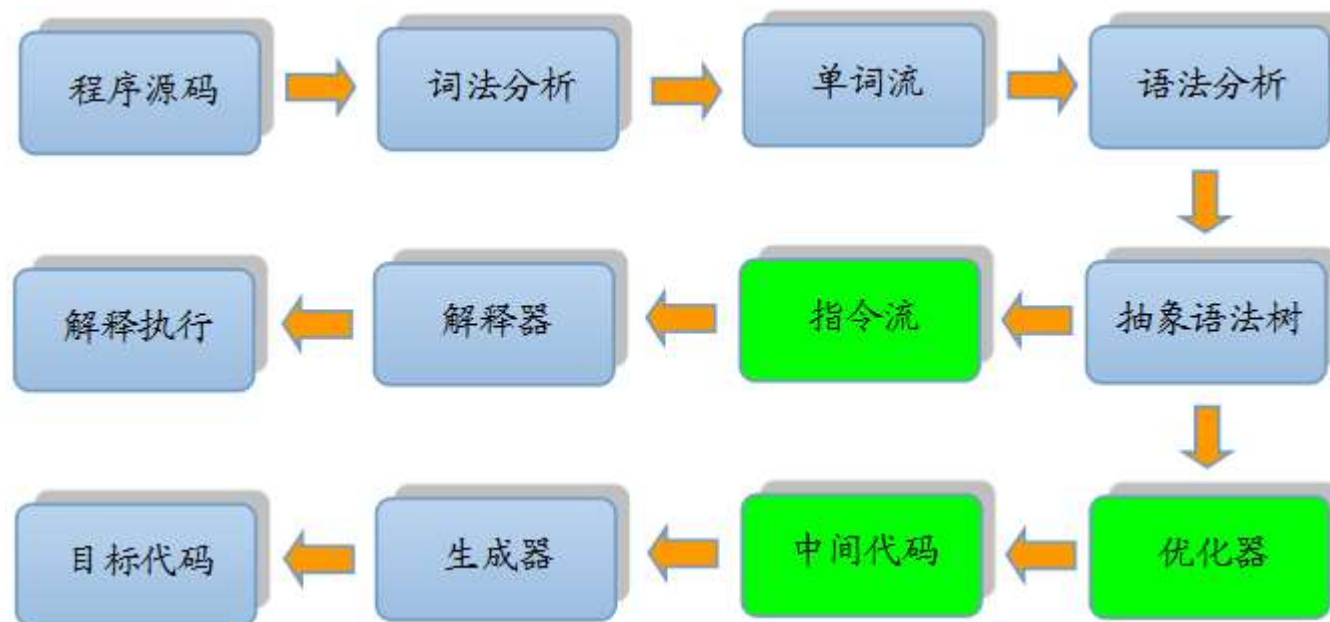 程序源码
词法分析
单词流
语法分析
解释执行
解释器
指令流
抽象语法树
目标代码
生成器
中间代码
优化器